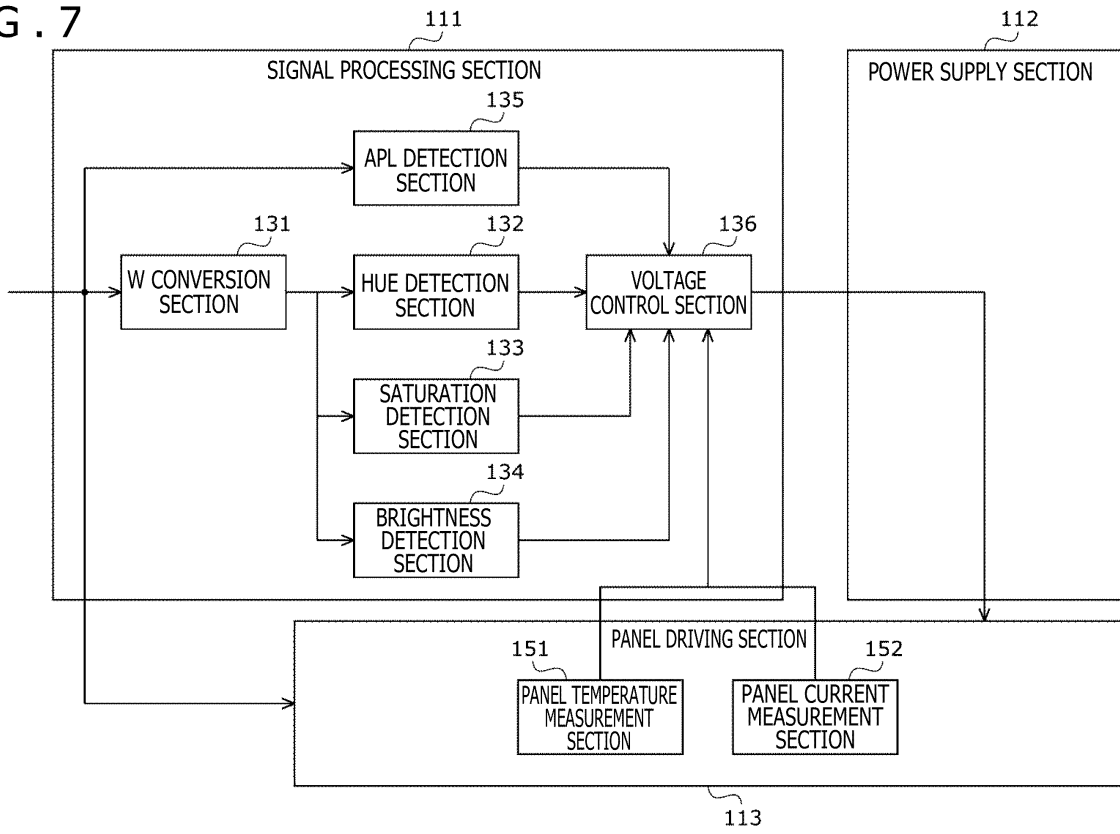 G . 7
111
112
SIGNAL PROCESSING SECTION
POWER SUPPLY SECTION
135
APL DETECTION
SECTION
131
132
136
W CONVERSION
SECTION
HUE DETECTION
SECTION
VOLTAGE
CONTROL SECTION
133
SATURATION
DETECTION
SECTION
134
BRIGHTNESS
DETECTION
SECTION
PANEL DRIVING SECTION
151
152
PANEL TEMPERATURE
MEASUREMENT
SECTION
PANEL CURRENT
MEASUREMENT
SECTION
113